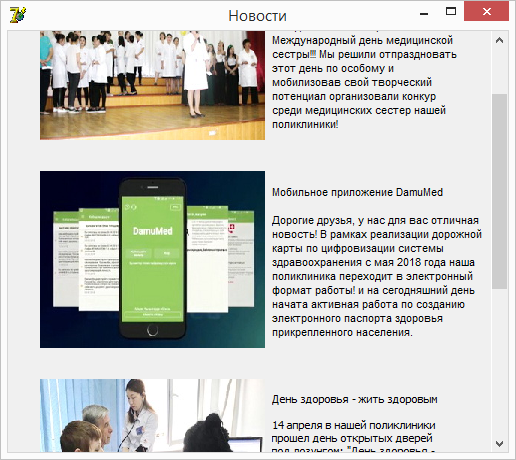 Новости
Международный день медицинской
сестры!!! Мы решили отпраздновать
этот день по особому и
мобилизовав свой творческий
потенциал организовали конкур
среди медицинских сестер нашей
поликлиники!
DamuMed
Мобильное приложение DamuMed
Дорогие друзья, у нас для вас отличная
новость! В рамках реализации дорожной
карты по цифровизации системы
здравоохранения с мая 2018 года наша
поликлиника переходит в электронный
формат работы! и на сегодняшний день
начата активная работа по созданию
электронного паспорта здоровья
прикрепленного населения.
День здоровья - жить здоровым
14 апреля в нашей поликлиники
прошел день открытых дверей
под лозунгом: "День здоровья -